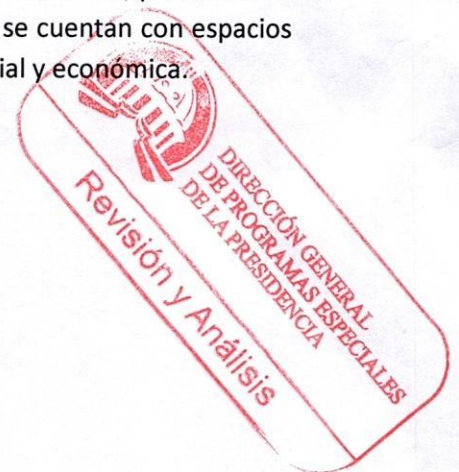 se cuentan con espacios
ial y económica.
DIRECCIÓN GENERAL
DE PROGRAMAS ESPECIALES
DE LA PRESIDENCIA
Revisión y Análisis